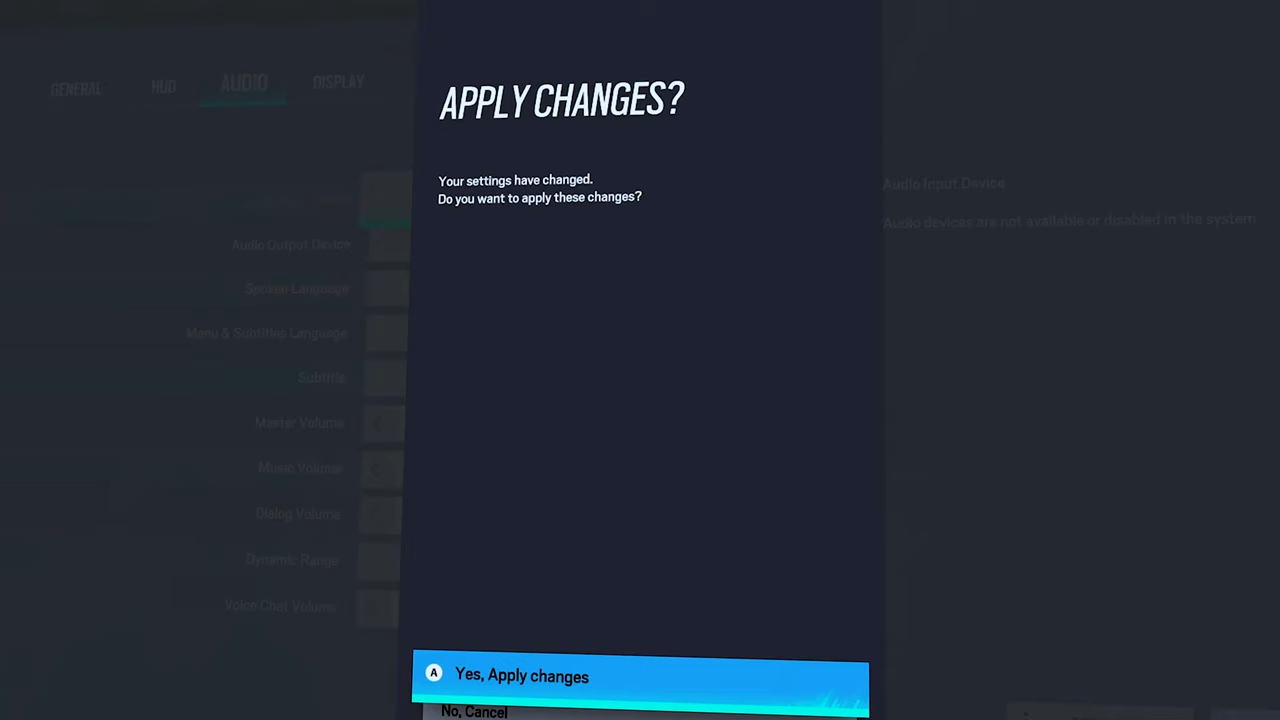 GENERAL HUD AUDIO DISPLAY
APPLY CHANGES?
Your settings have changed.
Do you want to apply these changes?
Audio Input Device
Audio devices are not available or disabled in the system
Audio Output Device
Spoken Language
Menu & Subtitles Language
Subtitle
Master Volume
Music Volume
Dialog Volume
Dynamic Range
Voice Chat Volume
A Yes, Apply changes
No, Cancel